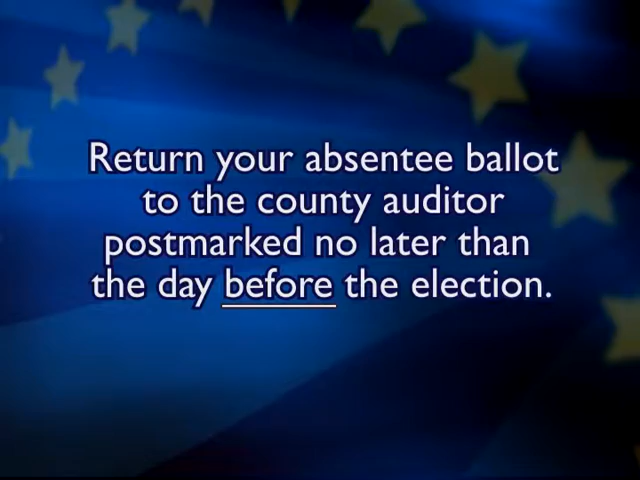 Return your absentee ballot
to the county auditor
postmarked no later than
the day before the election.